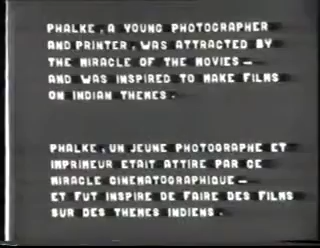 PHALKE, A YOUNG PHOTOGRAPHER
AND PRINTER, WAS ATTRACTED BY
THE MIRACLE OF THE MOVIES—
AND WAS INSPIRED TO MAKE FILMS
ON INDIAN THEMES.
PHALKE, UN JEUNE PHOTOGRAPHE ET
IMPRIMEUR ETAIT ATTIRE PAR CE
MIRACLE CINEMATOGRAPHIQUE—
ET FUT INSPIRE DE FAIRE DES FILMS
SUR DES THEMES INDIENS.